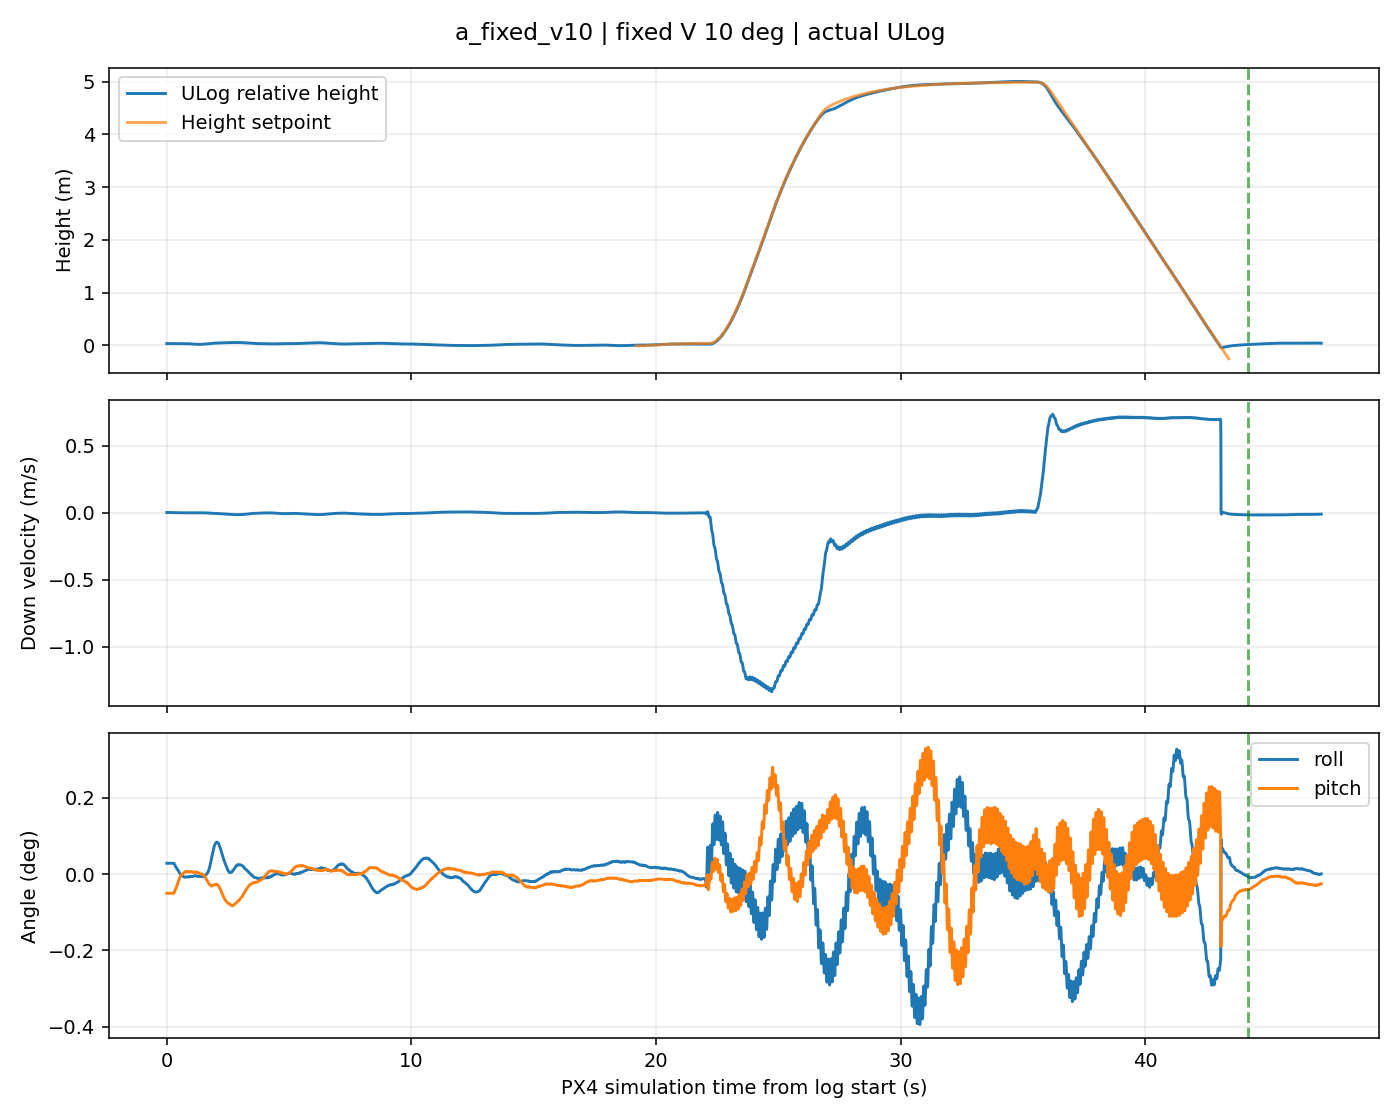 a_fixed_v10 | fixed V 10 deg | actual ULog
ULog relative height
Height setpoint
Height (m)
5
4
3
2
1
0
Down velocity (m/s)
0.5
0.0
−0.5
−1.0
roll
pitch
Angle (deg)
0.2
0.0
−0.2
−0.4
0 10 20 30 40
PX4 simulation time from log start (s)